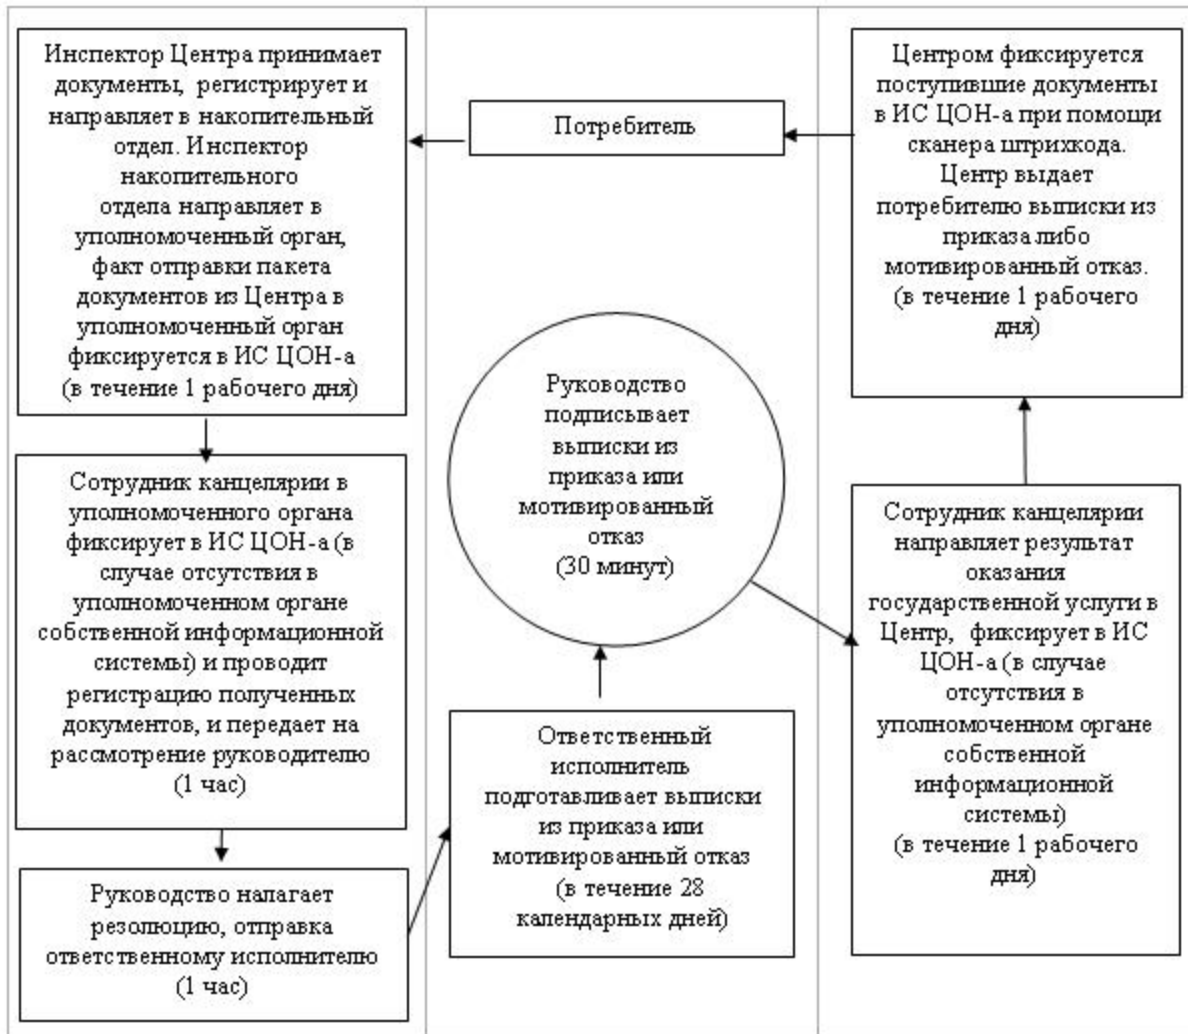 Инспектор Центра принимает
документы, регистрирует и
направляет в накопительный
отдел. Инспектор
накопительного
отдела направляет в
уполномоченный орган,
факт отправки пакета
документов из Центра в
уполномоченный орган
фиксируется в ИС ЦОН-а
(в течение 1 рабочего дня)
Сотрудник канцелярии в
уполномоченного органа
фиксирует в ИС ЦОН-а (в
случае отсутствия в
уполномоченном органе
собственной информационной
системы) и проводит
регистрацию полученных
документов, и передает на
рассмотрение руководителю
(1 час)
Руководство налагает
резолюцию, отправка
ответственному исполнителю
(1 час)
Потребитель
Руководство
подписывает
выписки из
приказа или
мотивированный
отказ
(30 минут)
Ответственный
исполнитель
подготавливает выписки
из приказа или
мотивированный отказ
(в течение 28
календарных дней)
Центром фиксируется
поступившие документы
в ИС ЦОН-а при помощи
сканера штрихкода.
Центр выдает
потребителю выписки из
приказа либо
мотивированный отказ.
(в течение 1 рабочего
дня)
Сотрудник канцелярии
направляет результат
оказания
государственной услуги в
Центр, фиксирует в ИС
ЦОН-а (в случае
отсутствия в
уполномоченном органе
собственной
информационной
системы)
(в течение 1 рабочего
дня)